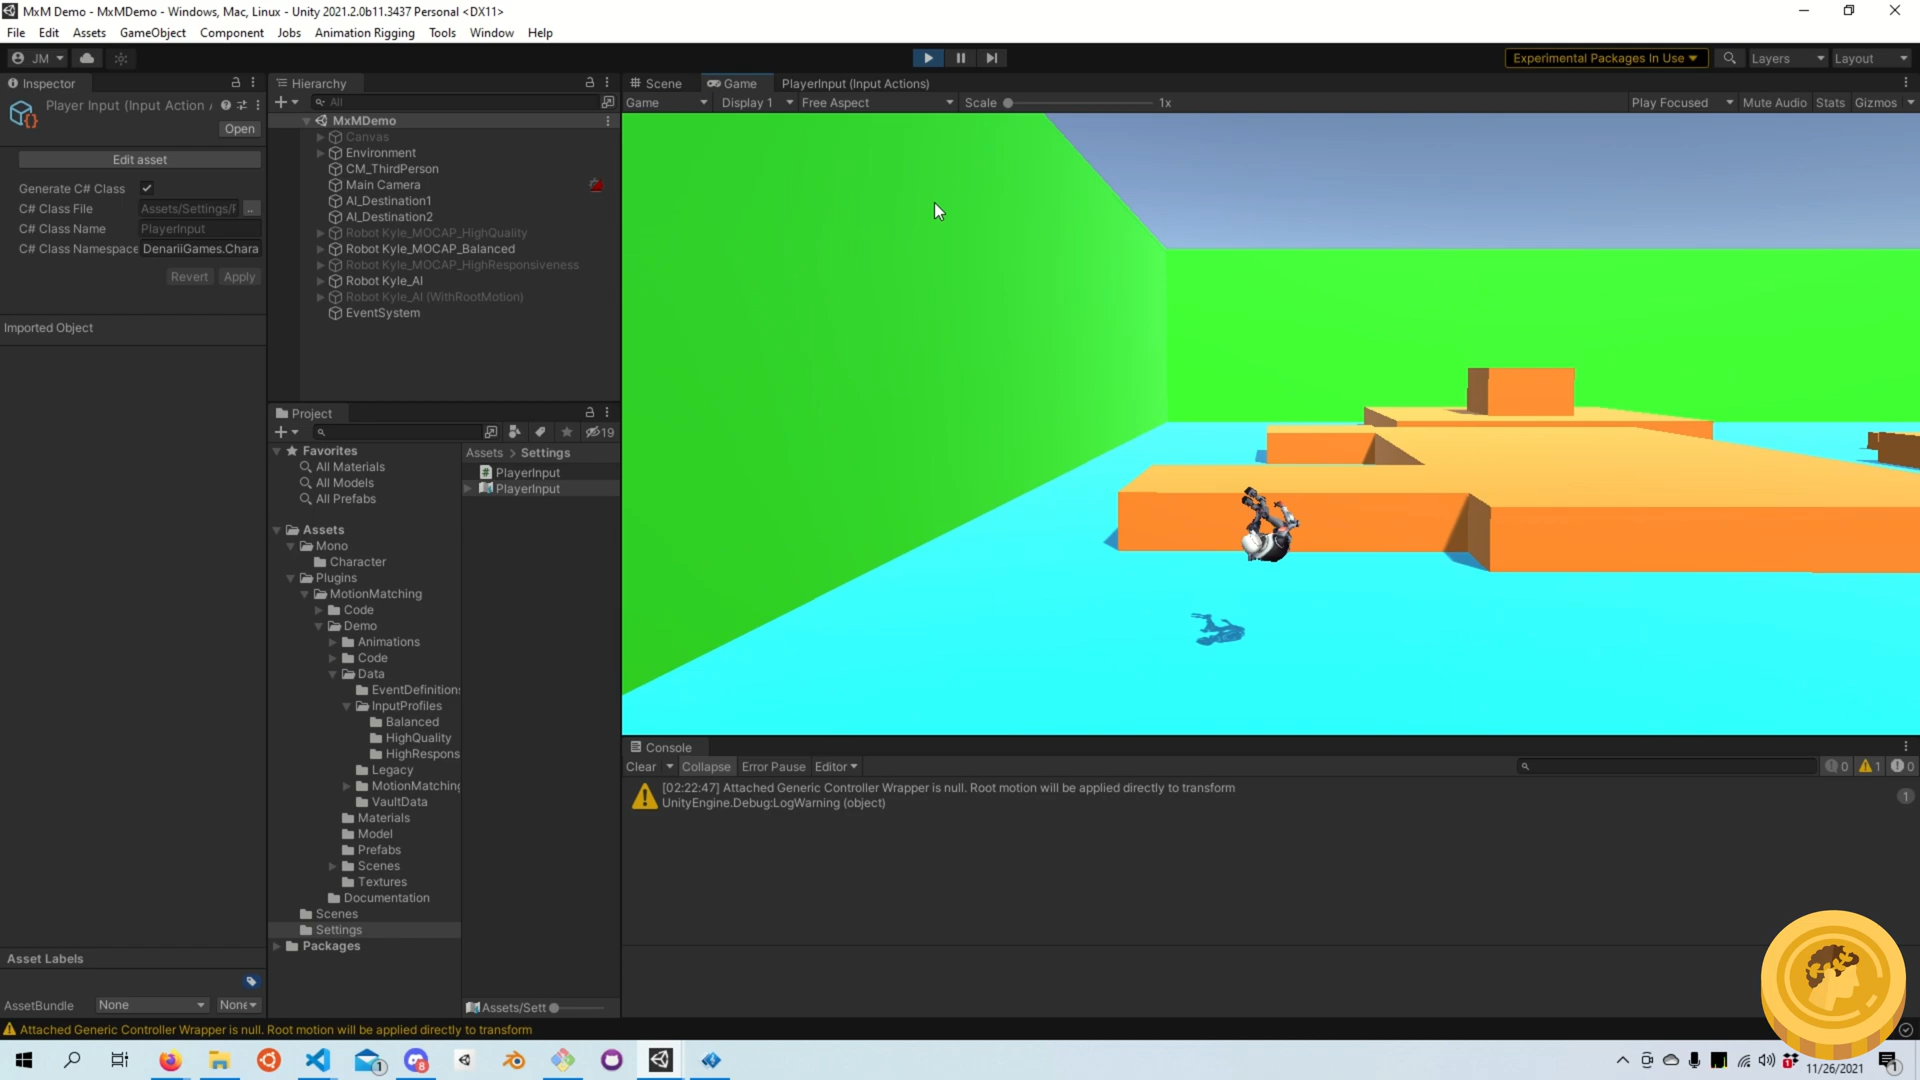 MxM Demo - MxMDemo - Windows, Mac, Linux - Unity 2021.2.0b11.3437 Personal <DX11>
File Edit Assets GameObject Component Jobs Animation Rigging Tools Window Help
JM
Experimental Packages In Use
Layers
Layout
Inspector
Player Input (Input Action
Open
Edit asset
Generate C# Class
C# Class File
Assets/Settings/F
..
C# Class Name
PlayerInput
C# Class Namespace
DenariiGames.Chara
Revert
Apply
Imported Object
Asset Labels
AssetBundle
None
None
Hierarchy
All
MxMDemo
Canvas
Environment
CM_ThirdPerson
Main Camera
AI_Destination1
AI_Destination2
Robot Kyle_MOCAP_HighQuality
Robot Kyle_MOCAP_Balanced
Robot Kyle_MOCAP_HighResponsiveness
Robot Kyle_AI
Robot Kyle_AI (WithRootMotion)
EventSystem
Project
19
Favorites
All Materials
All Models
All Prefabs
Assets
Mono
Character
Plugins
MotionMatching
Code
Demo
Animations
Code
Data
EventDefinition
InputProfiles
Balanced
HighQuality
HighRespons
Legacy
MotionMatching
VaultData
Materials
Model
Prefabs
Scenes
Textures
Documentation
Scenes
Settings
Packages
Assets > Settings
PlayerInput
PlayerInput
Assets/Sett
Scene
Game
PlayerInput (Input Actions)
Game
Display 1
Free Aspect
Scale
1x
Play Focused
Mute Audio
Stats
Gizmos
Console
Clear
Collapse
Error Pause
Editor
0
1
0
[02:22:47] Attached Generic Controller Wrapper is null. Root motion will be applied directly to transform
UnityEngine.Debug:LogWarning (object)
1
Attached Generic Controller Wrapper is null. Root motion will be applied directly to transform
1
8
11/26/2021
1